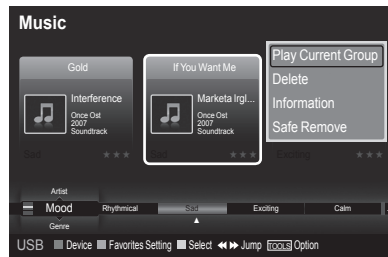 Music
Gold
If You Want Me
Play Current Group
Delete
Information
Safe Remove
Interference
Once Ost
2007
Soundtrack
Marketa Irgl...
Once Ost
2007
Soundtrack
Sad
Sad
Exciting
Artist
Mood
Rhythmical
Sad
Exciting
Calm
Genre
USB Device Favorites Setting Select Jump TOOLS Option